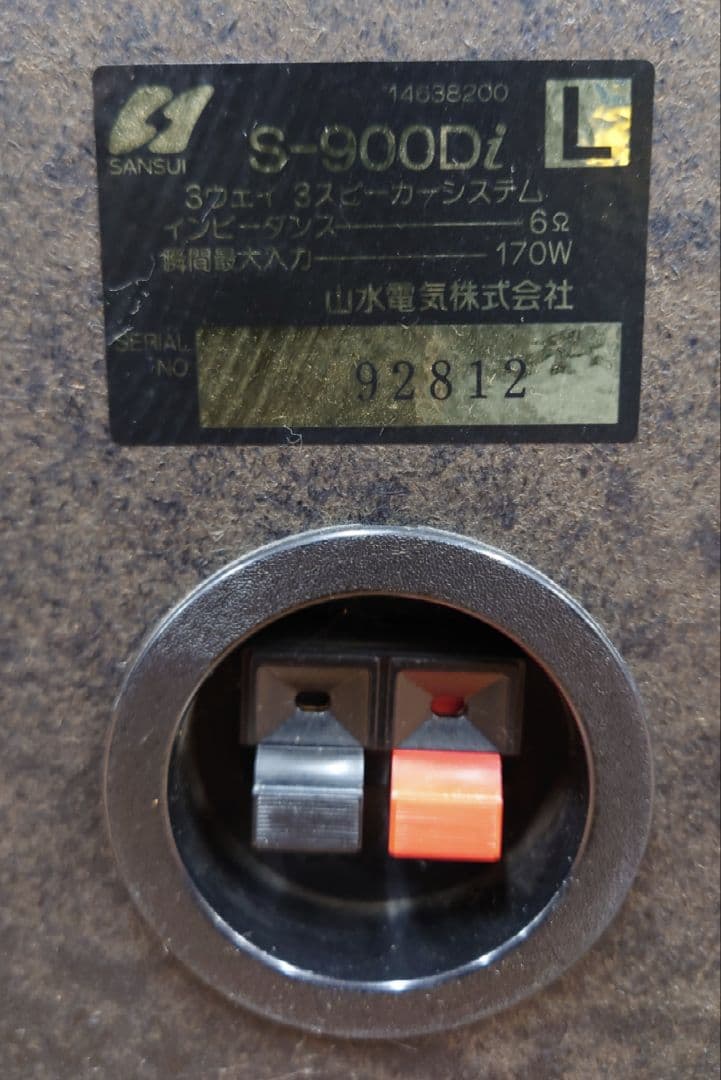 14638200
L
SANSUI
S-900Di
3ウェイ 3スピーカーシステム
インピーダンス 6Ω
瞬間最大入力 170W
山水電気株式会社
SERIAL NO 92812